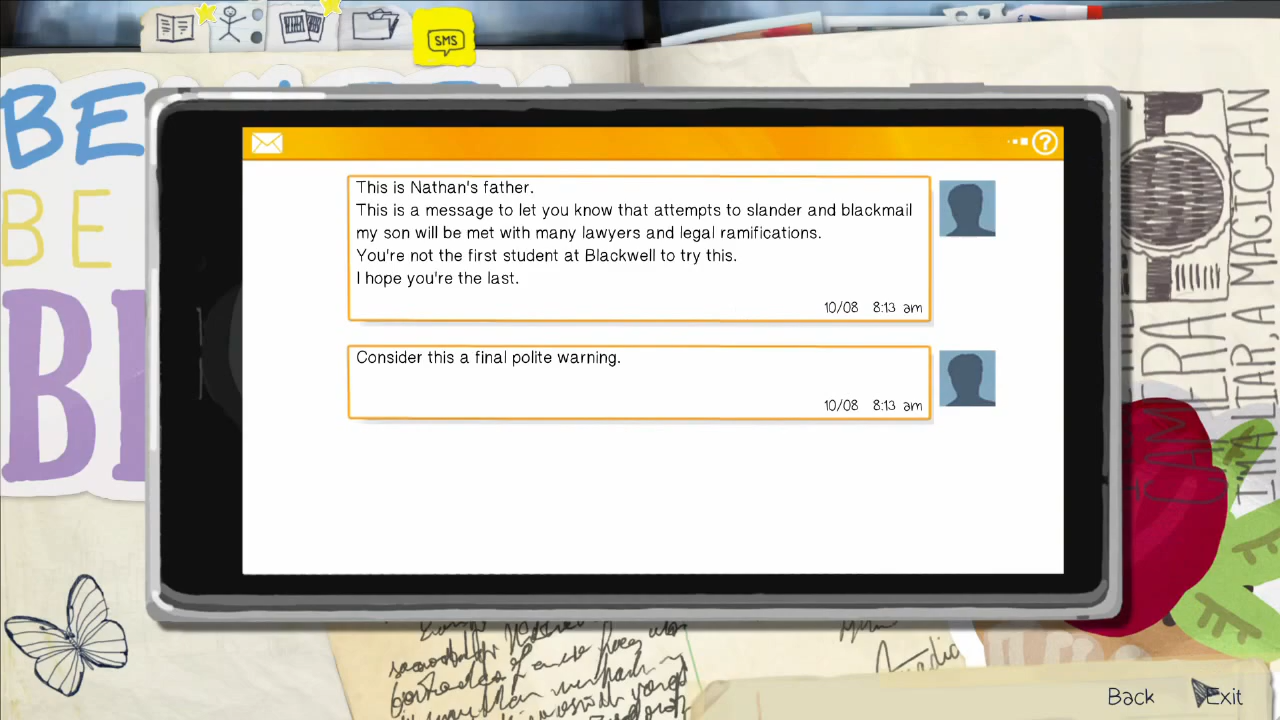 SMS
BE
BE
BE
This is Nathan's father.
This is a message to let you know that attempts to slander and blackmail
my son will be met with many lawyers and legal ramifications.
You're not the first student at Blackwell to try this.
I hope you're the last.
10/08 8:13 am
Consider this a final polite warning.
10/08 8:13 am
CAMERA
LIAR, A MAGICIAN
Back
Exit